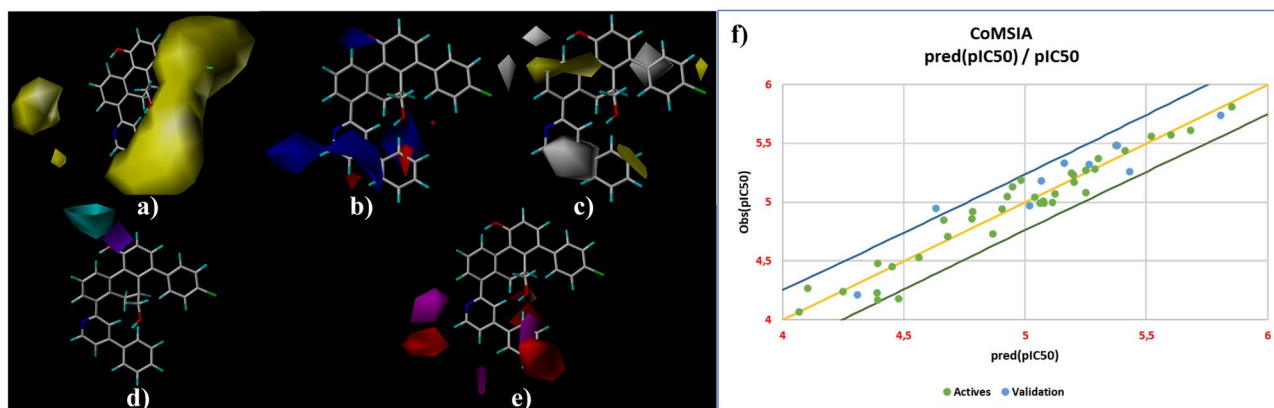 a)
b)
c)
d)
e)
f)
CoMSIA
pred(pIC50) / pIC50
Obs(pIC50)
6
5,5
5
4,5
4
4
4,5
5
5,5
6
pred(pIC50)
Actives
Validation